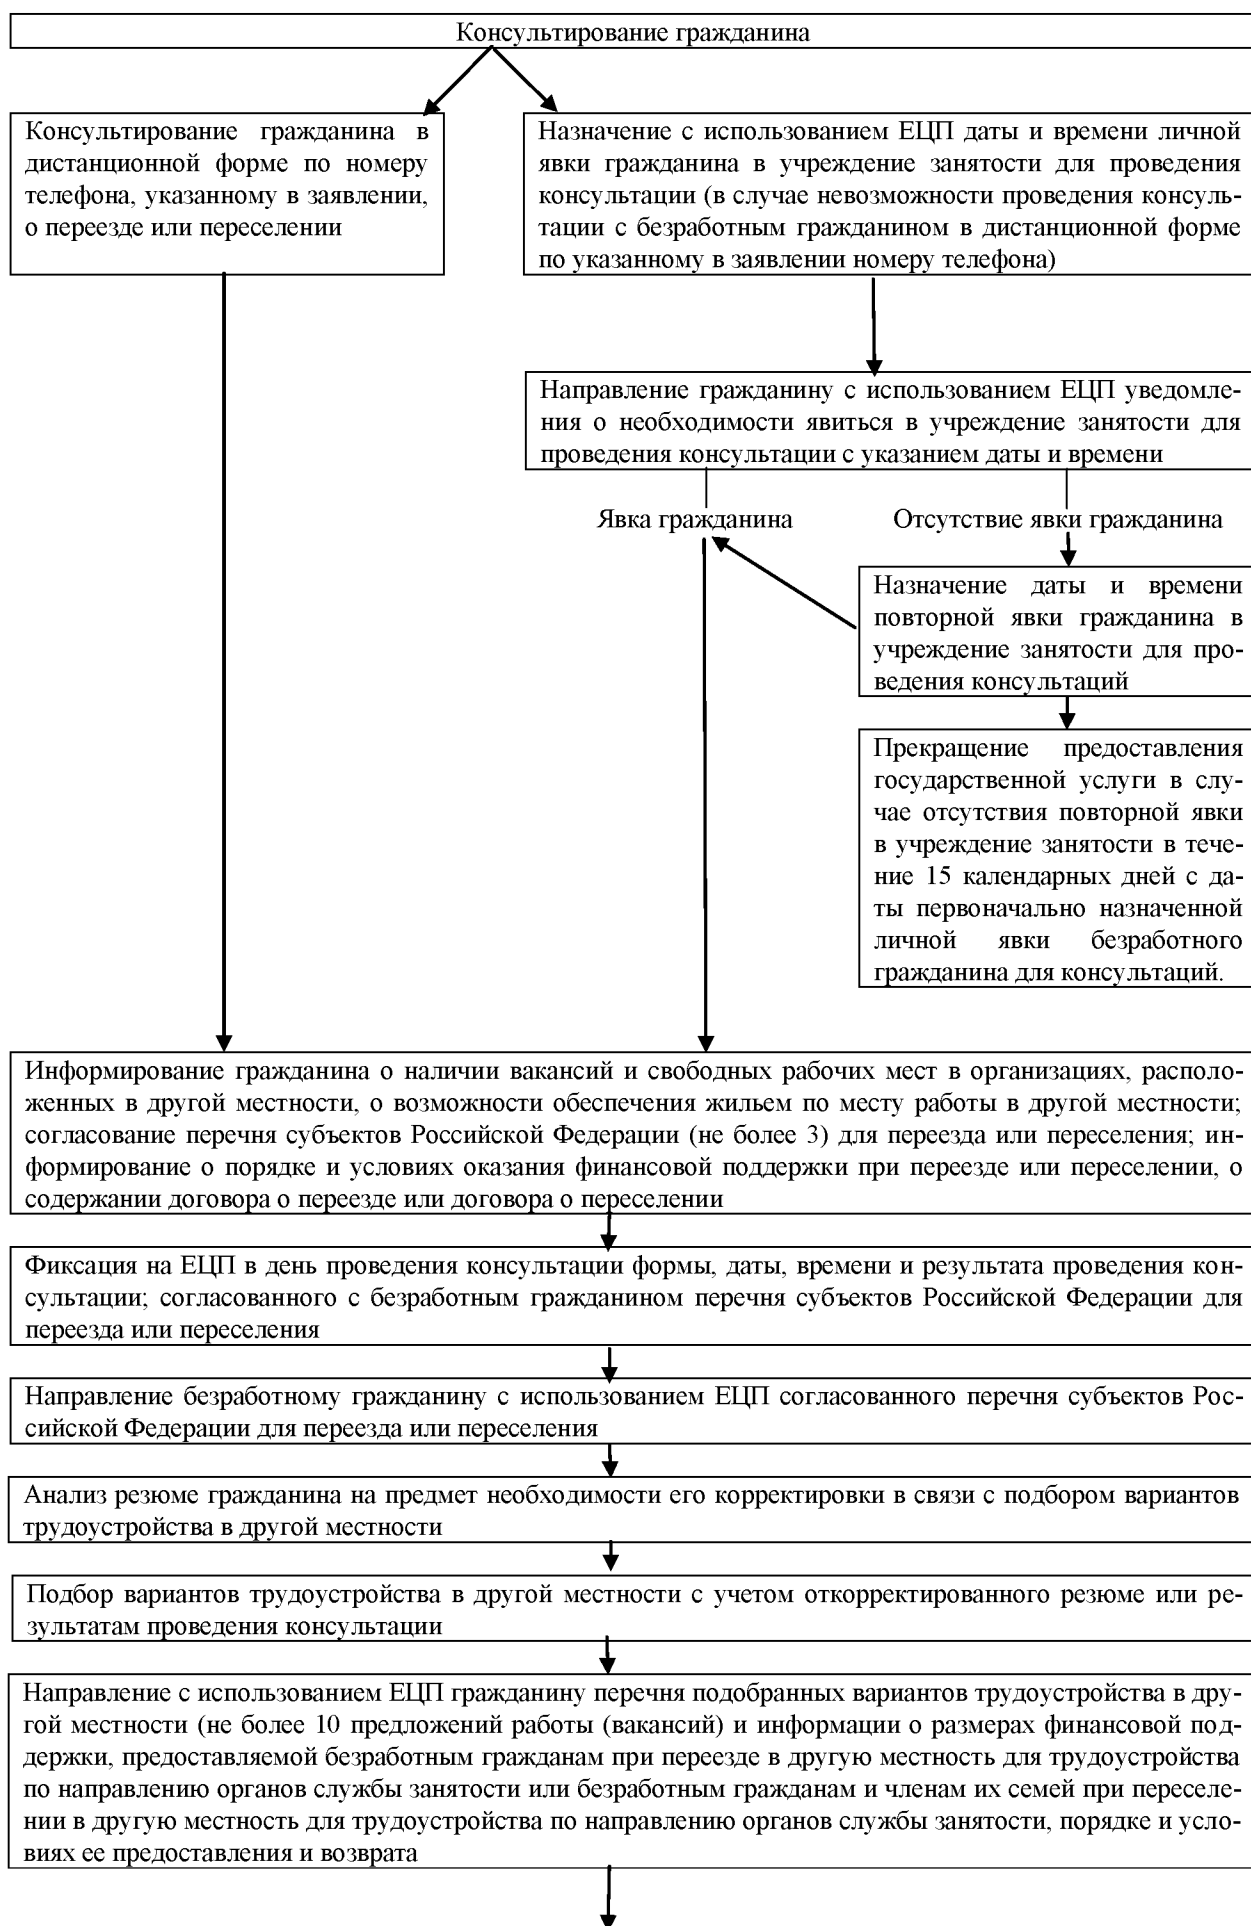 Консультирование гражданина
Консультирование гражданина в
дистанционной форме по номеру
телефона, указанному в заявлении,
о переезде или переселении
Назначение с использованием ЕЦП даты и времени личной
явки гражданина в учреждение занятости для проведения
консультации (в случае невозможности проведения консуль-
тации с безработным гражданином в дистанционной форме
по указанному в заявлении номеру телефона)
Направление гражданину с использованием ЕЦП уведомле-
ния о необходимости явиться в учреждение занятости для
проведения консультации с указанием даты и времени
Явка гражданина
Отсутствие явки гражданина
Назначение даты и времени
повторной явки гражданина в
учреждение занятости для про-
ведения консультаций
Прекращение предоставления
государственной услуги в слу-
чае отсутствия повторной явки
в учреждение занятости в тече-
ние 15 календарных дней с да-
ты первоначально назначенной
личной явки безработного
гражданина для консультаций.
Информирование гражданина о наличии вакансий и свободных рабочих мест в организациях, располо-
женных в другой местности, о возможности обеспечения жильем по месту работы в другой местности;
согласование перечня субъектов Российской Федерации (не более 3) для переезда или переселения; ин-
формирование о порядке и условиях оказания финансовой поддержки при переезде или переселении, о
содержании договора о переезде или договора о переселении
Фиксация на ЕЦП в день проведения консультации формы, даты, времени и результата проведения кон-
сультации; согласованного с безработным гражданином перечня субъектов Российской Федерации для
переезда или переселения
Направление безработному гражданину с использованием ЕЦП согласованного перечня субъектов Рос-
сийской Федерации для переезда или переселения
Анализ резюме гражданина на предмет необходимости его корректировки в связи с подбором вариантов
трудоустройства в другой местности
Подбор вариантов трудоустройства в другой местности с учетом откорректированного резюме или ре-
зультатам проведения консультации
Направление с использованием ЕЦП гражданину перечня подобранных вариантов трудоустройства в дру-
гой местности (не более 10 предложений работы (вакансий) и информации о размерах финансовой под-
держки, предоставляемой безработным гражданам при переезде в другую местность для трудоустройства
по направлению органов службы занятости или безработным гражданам и членам их семей при переселе-
нии в другую местность для трудоустройства по направлению органов службы занятости, порядке и усло-
виях ее предоставления и возврата